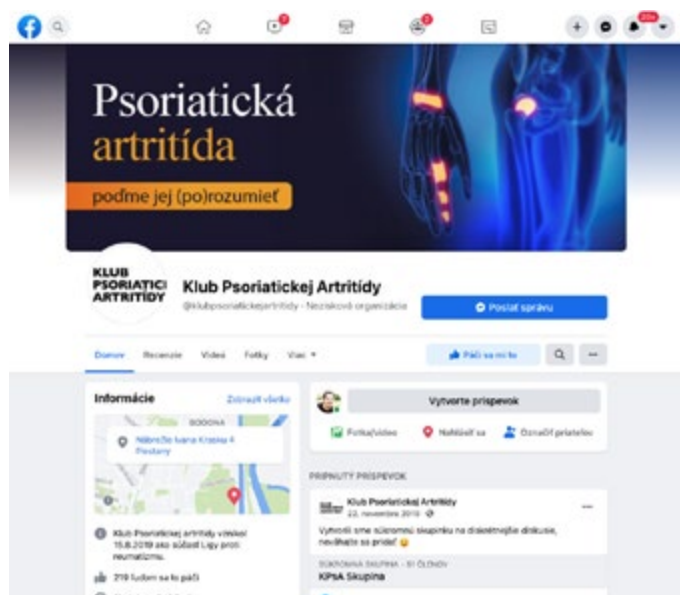 20+
Psoriatická
artritída
poďme jej (po)rozumieť
KLUB
PSORIATICKEJ
ARTRITÍDY
Klub Psoriatickej Artritídy
@klubpsoriatickejartritidy · Nezisková organizácia
Poslať správu
Domov Recenzie Videá Fotky Viac
Páči sa mi to
Informácie
Zobraziť všetko
Nábrežie Ivana Krasku 4
Piešťany
Klub Psoriatickej artritídy vznikol
15.8.2019 ako súčasť Ligy proti
reumatizmu.
219 ľuďom sa to páči
Vytvorte príspevok
Fotka/video Nahlásiť sa Označiť priateľov
PRIPNUTÝ PRÍSPEVOK
Klub Psoriatickej Artritídy
22. novembra 2019
Vytvorili sme súkromnú skupinku na diskrétnejšie diskusie,
neváhajte sa pridať
SÚKROMNÁ SKUPINA · 91 ČLENOV
KPsA Skupina